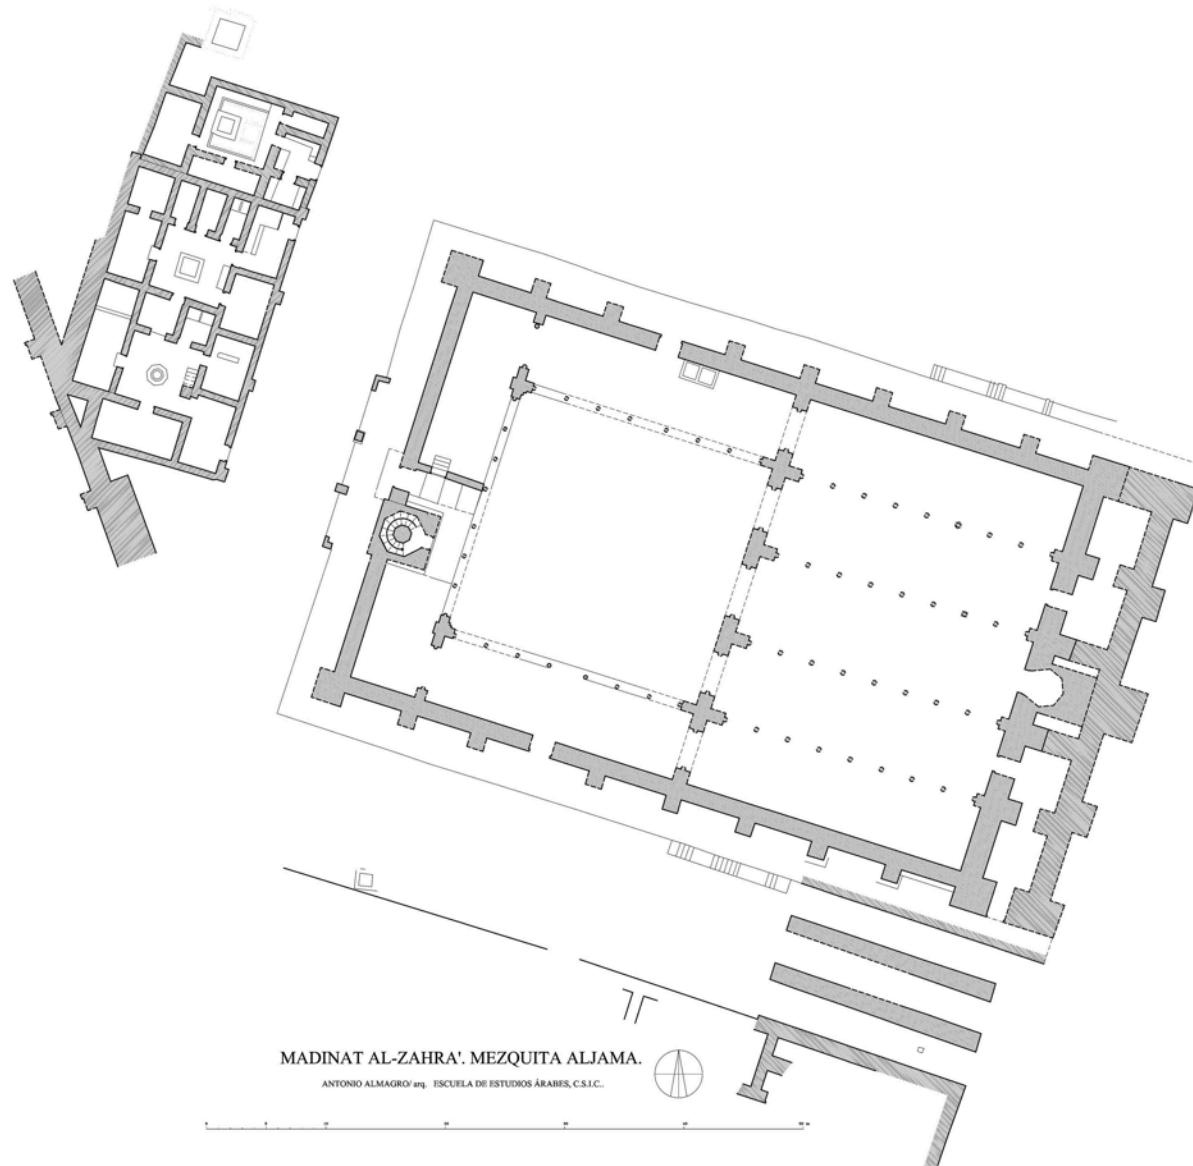 MADINAT AL-ZAHRA'. MEZQUITA ALJAMA.
ANTONIO ALMAGRO/ arq. ESCUELA DE ESTUDIOS ÁRABES, C.S.I.C..